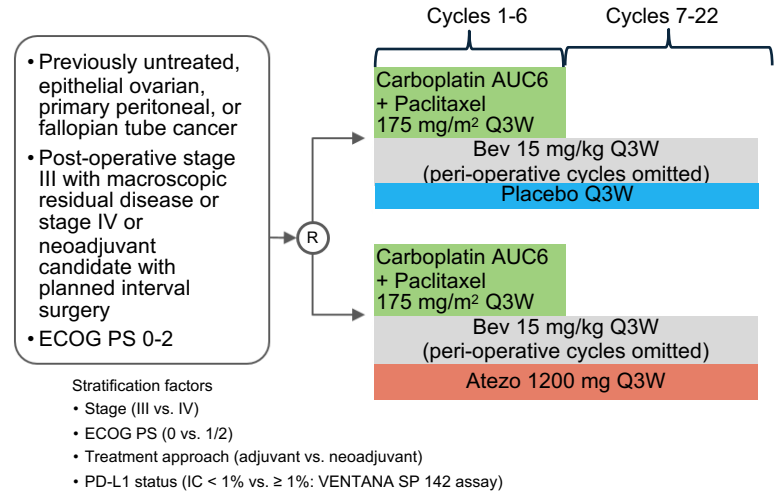 Cycles 1-6
Cycles 7-22
• Previously untreated,
epithelial ovarian,
primary peritoneal, or
fallopian tube cancer
• Post-operative stage
III with macroscopic
residual disease or
stage IV or
neoadjuvant
candidate with
planned interval
surgery
• ECOG PS 0-2
R
Carboplatin AUC6
+ Paclitaxel
175 mg/m² Q3W
Bev 15 mg/kg Q3W
(peri-operative cycles omitted)
Placebo Q3W
Carboplatin AUC6
+ Paclitaxel
175 mg/m² Q3W
Bev 15 mg/kg Q3W
(peri-operative cycles omitted)
Atezo 1200 mg Q3W
Stratification factors
• Stage (III vs. IV)
• ECOG PS (0 vs. 1/2)
• Treatment approach (adjuvant vs. neoadjuvant)
• PD-L1 status (IC < 1% vs. ≥ 1%: VENTANA SP 142 assay)